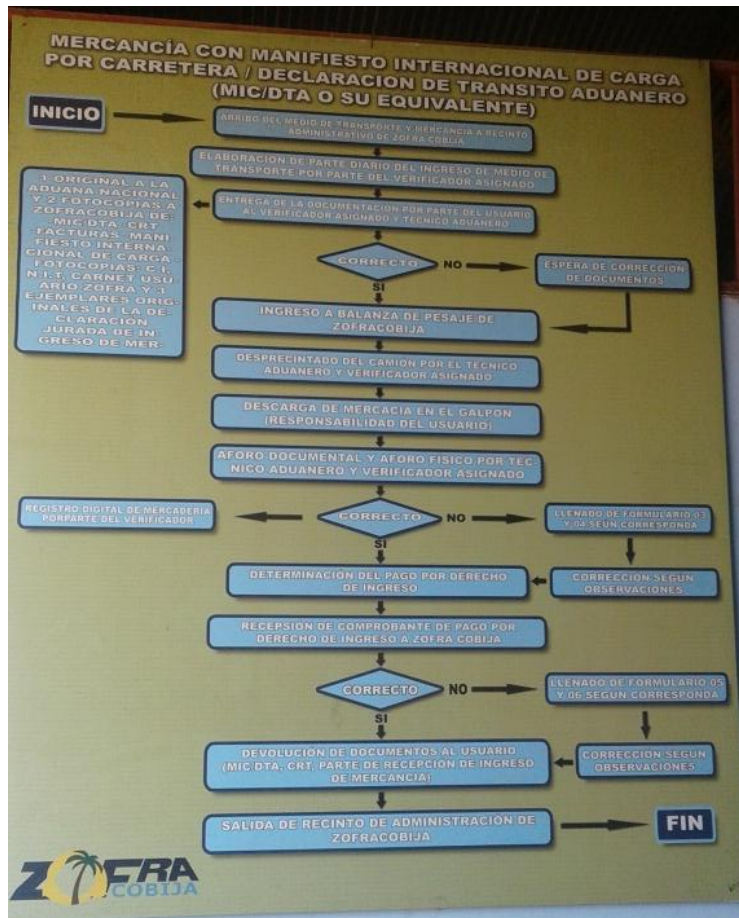 MERCANCÍA CON MANIFIESTO INTERNACIONAL DE CARGA
POR CARRETERA / DECLARACION DE TRANSITO ADUANERO
(MIC/DTA O SU EQUIVALENTE)
INICIO
ARRIBO DEL MEDIO DE TRANSPORTE Y MERCANCIA A RECINTO
ADMINISTRATIVO DE ZOFRA COBIJA
ELABORACION DE PARTE DIARIO DEL INGRESO DE MEDIO DE
TRANSPORTE POR PARTE DEL VERIFICADOR ASIGNADO
1 ORIGINAL A LA
ADUANA NACIONAL
Y 2 FOTOCOPIAS A
ZOFRACOBIJA DE:
MIC/DTA, CRT
FACTURAS, MANI-
FIESTO INTERNA
CIONAL DE CARGA -
FOTOCOPIAS: C.I,
N.I.T. CARNET USU-
ARIO ZOFRA Y 3
EJEMPLARES ORIG-
INALES DE LA DE-
CLARACIÓN
JURADA DE IN-
GRESO DE MER-
ENTREGA DE LA DOCUMENTACION POR PARTE DEL USUARIO
AL VERIFICADOR ASIGNADO Y TECNICO ADUANERO
CORRECTO
NO
ESPERA DE CORRECCION
DE DOCUMENTOS
SI
INGRESO A BALANZA DE PESAJE DE
ZOFRACOBIJA
DESPRECINTADO DEL CAMION POR EL TECNICO
ADUANERO Y VERIFICADOR ASIGNADO
DESCARGA DE MERCACIA EN EL GALPON
(RESPONSABILIDAD DEL USUARIO)
AFORO DOCUMENTAL Y AFORO FISICO POR TEC-
NICO ADUANERO Y VERIFICADOR ASIGNADO
REGISTRO DIGITAL DE MERCADERIA
PORPARTE DEL VERIFICADOR
CORRECTO
NO
LLENADO DE FORMULARIO 03
Y 04 SEUN CORRESPONDA
SI
DETERMINACIÓN DEL PAGO POR DERECHO
DE INGRESO
CORRECCION SEGUN
OBSERVACIONES
RECEPSION DE COMPROBANTE DE PAGO POR
DERECHO DE INGRESO A ZOFRA COBIJA
CORRECTO
NO
LLENADO DE FORMULARIO 05
Y 06 SEGUN CORRESPONDA
SI
DEVOLUCIÓN DE DOCUMENTOS AL USUARIO
(MIC/DTA, CRT, PARTE DE RECEPCIÓN DE INGRESO
DE MERCANCIA)
CORRECCION SEGUN
OBSERVACIONES
SALIDA DE RECINTO DE ADMINISTRACIÓN DE
ZOFRACOBIJA
FIN
ZOFRA
COBIJA